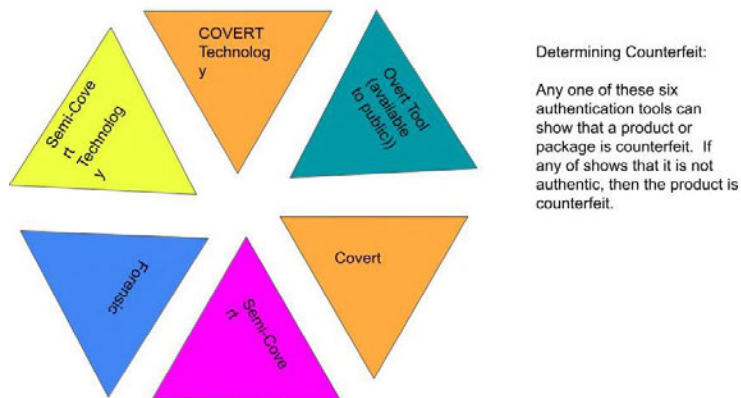 COVERT
Technolog
y
Overt Tool
(available
to public))
Semi-Cove
rt
Technolog
y
Forensic
Semi-Cove
rt
Covert
Determining Counterfeit:
Any one of these six
authentication tools can
show that a product or
package is counterfeit. If
any of shows that it is not
authentic, then the product is
counterfeit.